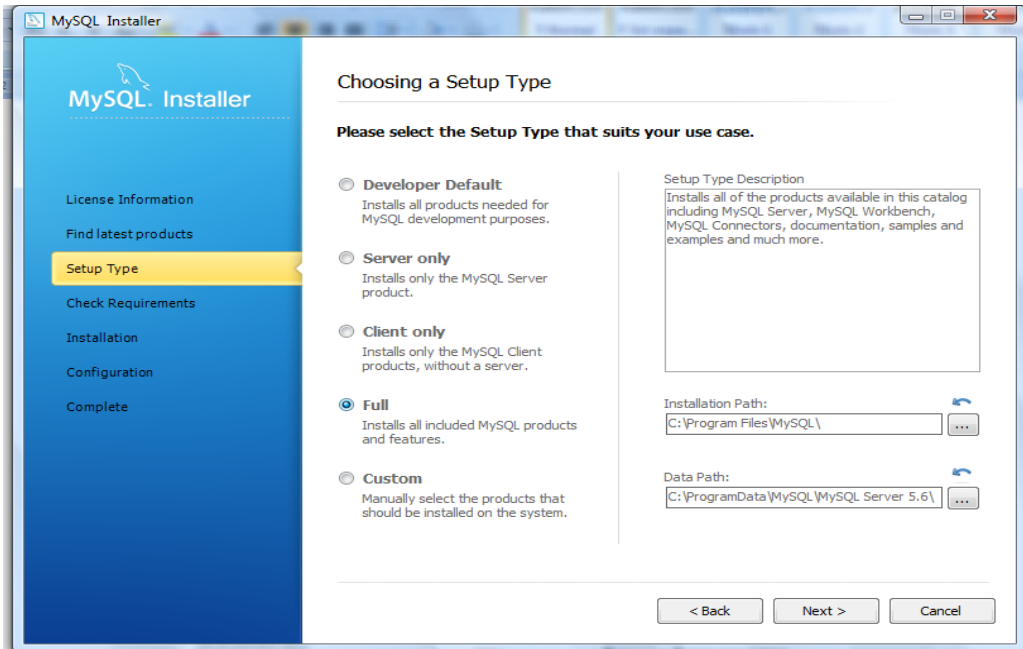 MySQL Installer
MySQL. Installer
License Information
Find latest products
Setup Type
Check Requirements
Installation
Configuration
Complete
Choosing a Setup Type
Please select the Setup Type that suits your use case.
Developer Default
Installs all products needed for
MySQL development purposes.
Server only
Installs only the MySQL Server
product.
Client only
Installs only the MySQL Client
products, without a server.
Full
Installs all included MySQL products
and features.
Custom
Manually select the products that
should be installed on the system.
Setup Type Description
Installs all of the products available in this catalog
including MySQL Server, MySQL Workbench,
MySQL Connectors, documentation, samples and
examples and much more.
Installation Path:
C:\Program Files\MySQL\
...
Data Path:
C:\ProgramData\MySQL\MySQL Server 5.6\
...
< Back
Next >
Cancel